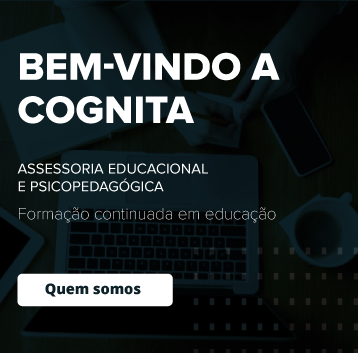 BEM-VINDO A
COGNITA
ASSESSORIA EDUCACIONAL
E PSICOPEDAGÓGICA
Formação continuada em educação
Quem somos